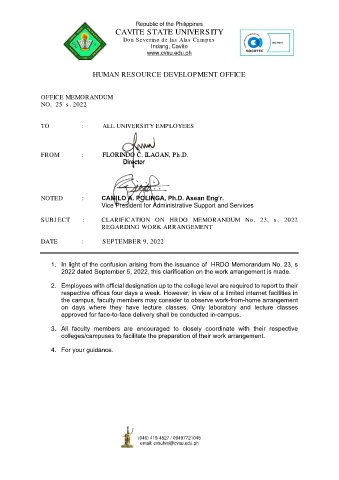 Republic of the Philippines
CAVITE STATE UNIVERSITY
Don Severino de las Alas Campus
Indang, Cavite
www.cvsu.edu.ph
HUMAN RESOURCE DEVELOPMENT OFFICE
OFFICE MEMORANDUM
NO. 25 s. 2022
TO : ALL UNIVERSITY EMPLOYEES
FROM : FLORINDO C. ILAGAN, Ph.D.
Director
NOTED : CAMILO A. POLINGA, Ph.D. Asean Eng'r.
Vice President for Administrative Support and Services
SUBJECT : CLARIFICATION ON HRDO MEMORANDUM No. 23, s. 2022
REGARDING WORK ARRANGEMENT
DATE : SEPTEMBER 9, 2022
1. In light of the confusion arising from the issuance of HRDO Memorandum No. 23, s
2022 dated September 5, 2022, this clarification on the work arrangement is made.
2. Employees with official designation up to the college level are required to report to their
respective offices four days a week. However, in view of a limited internet facilities in
the campus, faculty members may consider to observe work-from-home arrangement
on days where they have lecture classes. Only laboratory and lecture classes
approved for face-to-face delivery shall be conducted in-campus.
3. All faculty members are encouraged to closely coordinate with their respective
colleges/campuses to facilitate the preparation of their work arrangement.
4. For your guidance.
(046) 419-4527 / 09497721045
email: cvsuhrd@cvsu.edu.ph